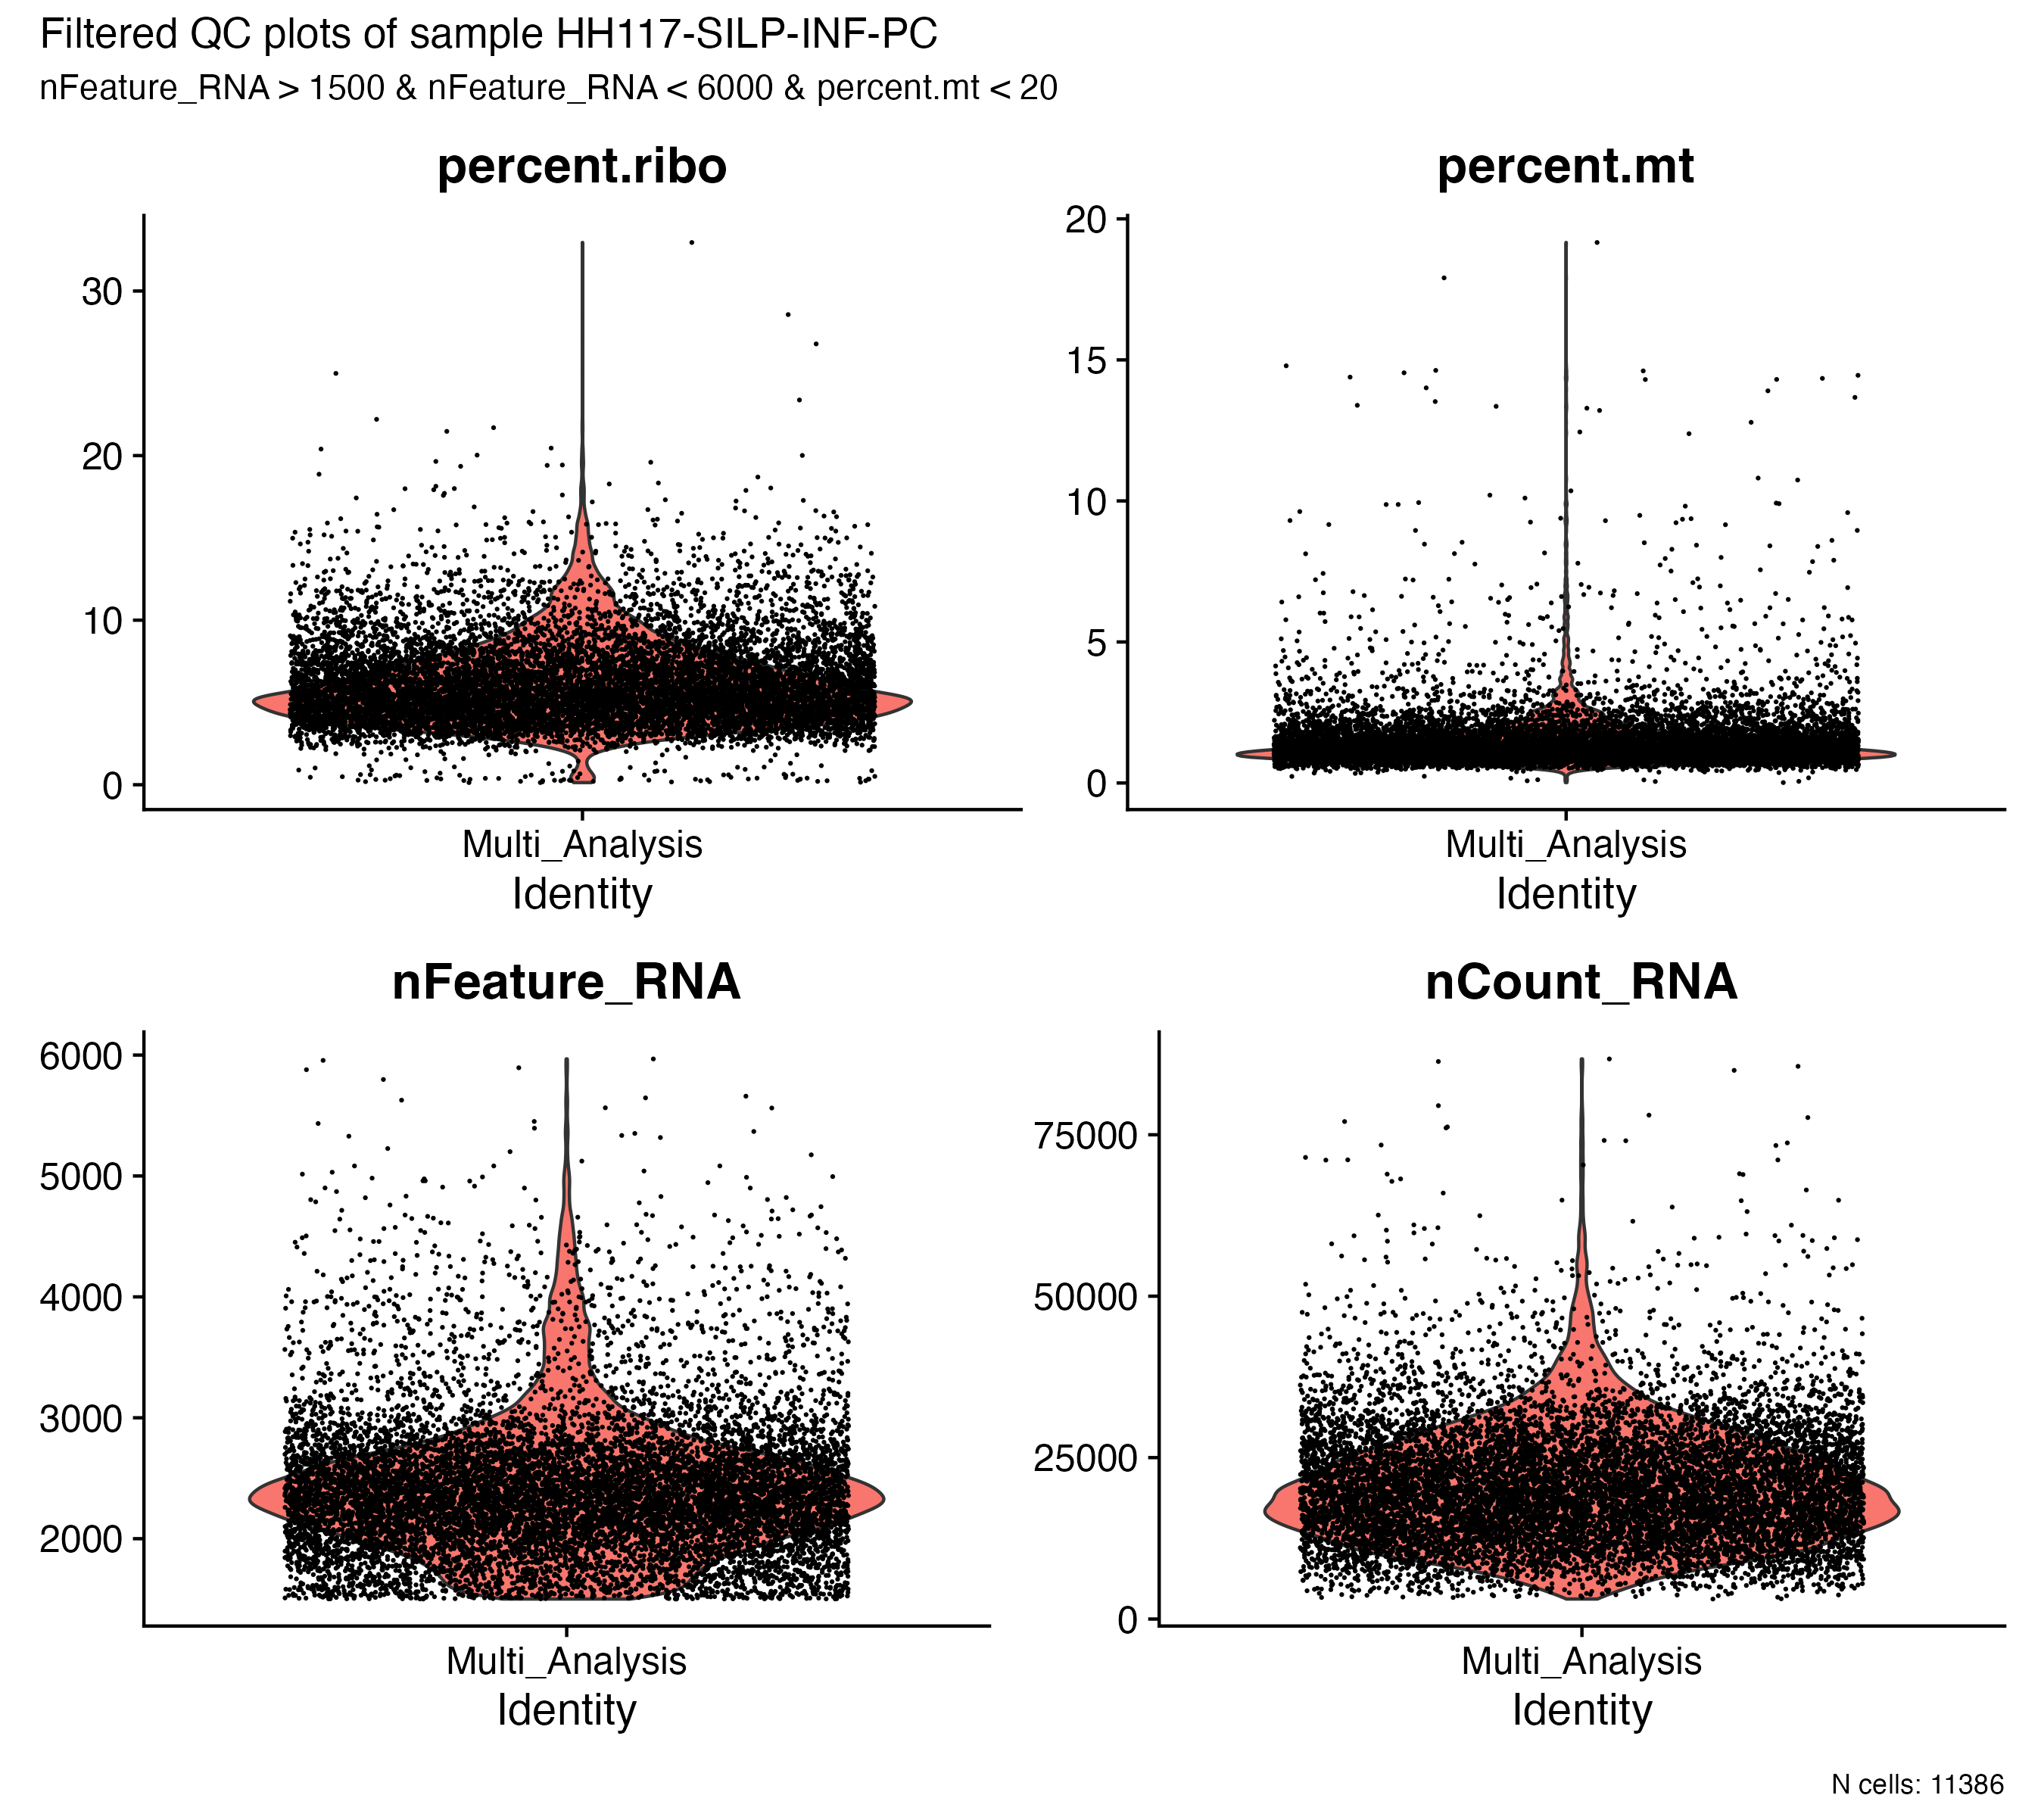 Filtered QC plots of sample HH117-SILP-INF-PC
nFeature_RNA > 1500 & nFeature_RNA < 6000 & percent.mt < 20
percent.ribo
30
20
10
0
Multi_Analysis
Identity
percent.mt
20
15
10
5
0
Multi_Analysis
Identity
nFeature_RNA
6000
5000
4000
3000
2000
Multi_Analysis
Identity
nCount_RNA
75000
50000
25000
0
Multi_Analysis
Identity
N cells: 11386